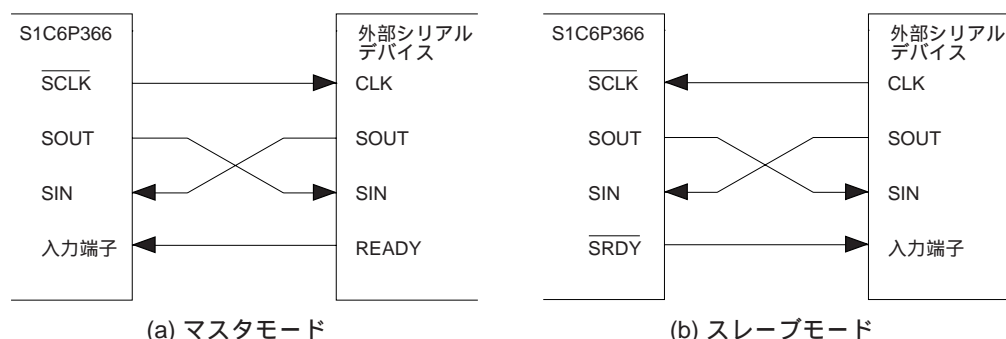 S1C6P366
外部シリアル
デバイス
SCLK
CLK
SOUT
SOUT
SIN
SIN
入力端子
READY
(a) マスタモード
S1C6P366
外部シリアル
デバイス
SCLK
CLK
SOUT
SOUT
SIN
SIN
SRDY
入力端子
(b) スレーブモード